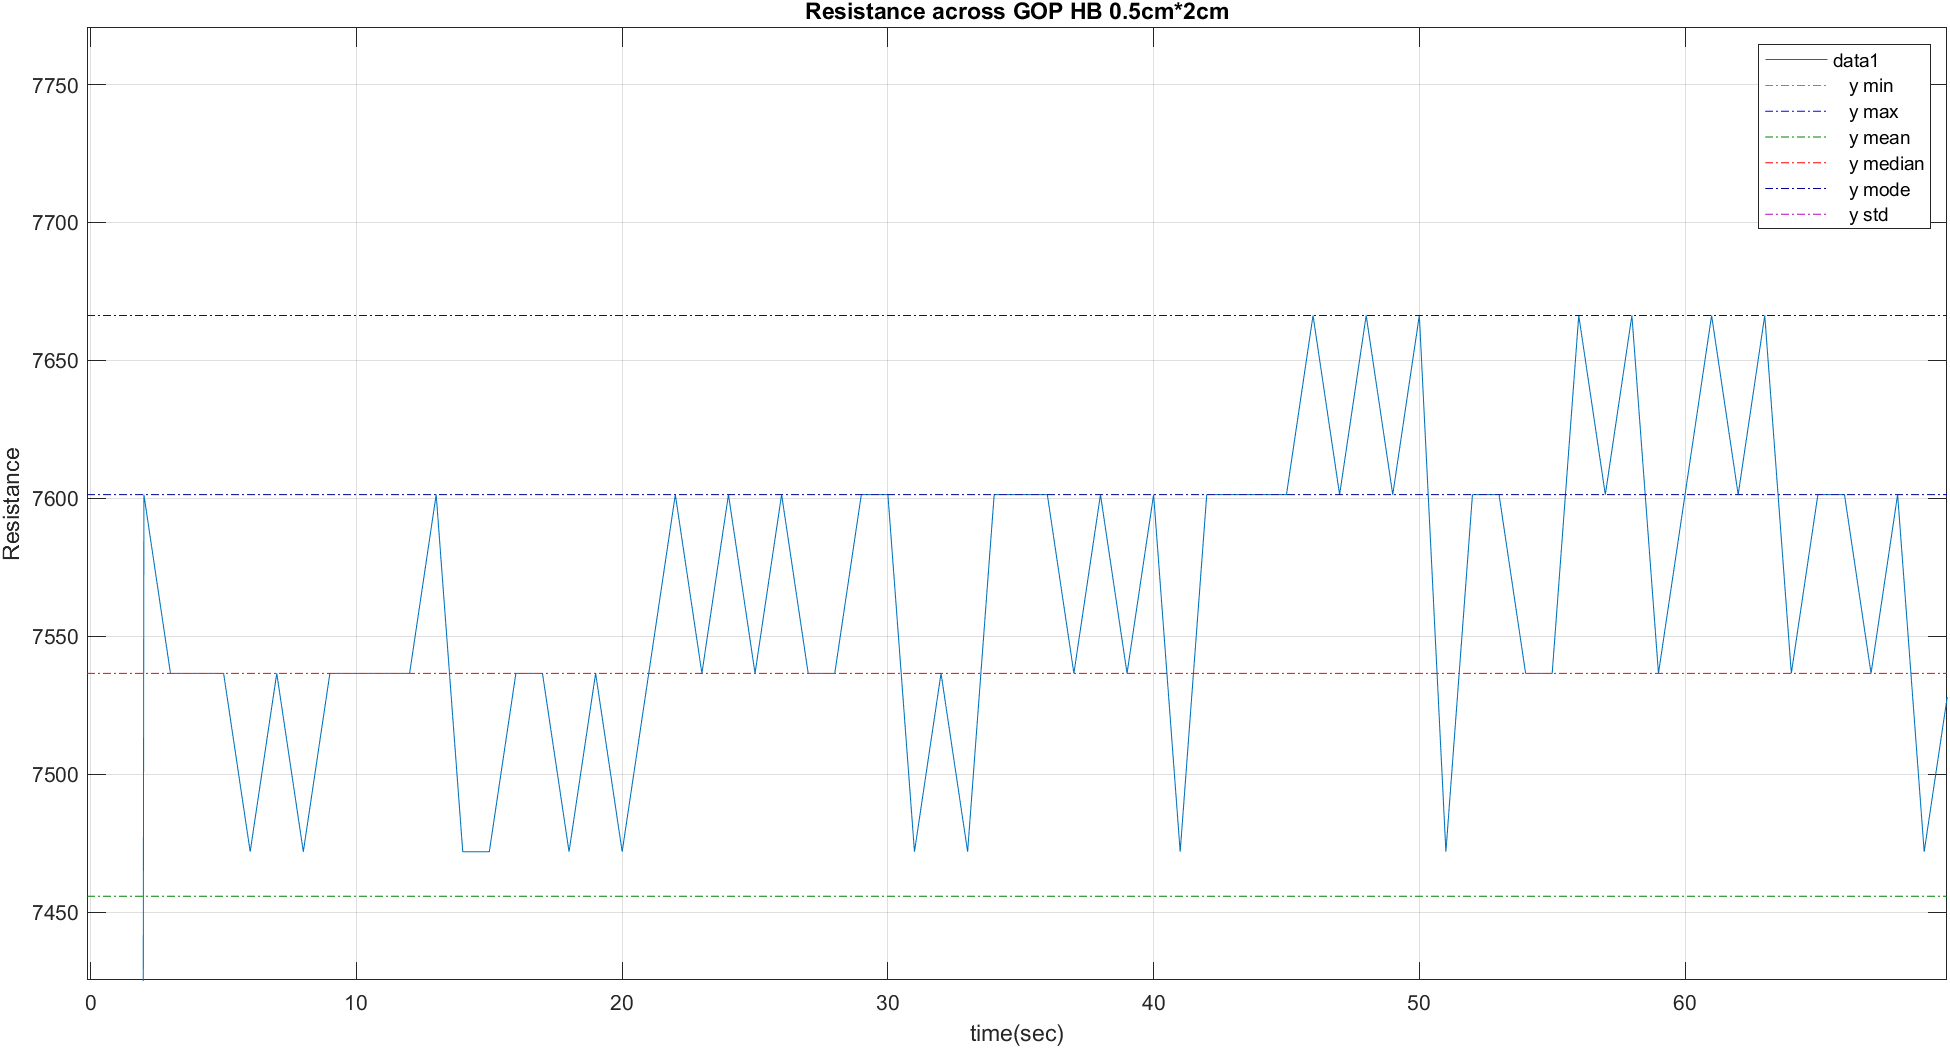 Resistance across GOP HB 0.5cm*2cm
data1
y min
y max
y mean
y median
y mode
y std
7750
7700
7650
7600
7550
7500
7450
Resistance
0 10 20 30 40 50 60
time(sec)